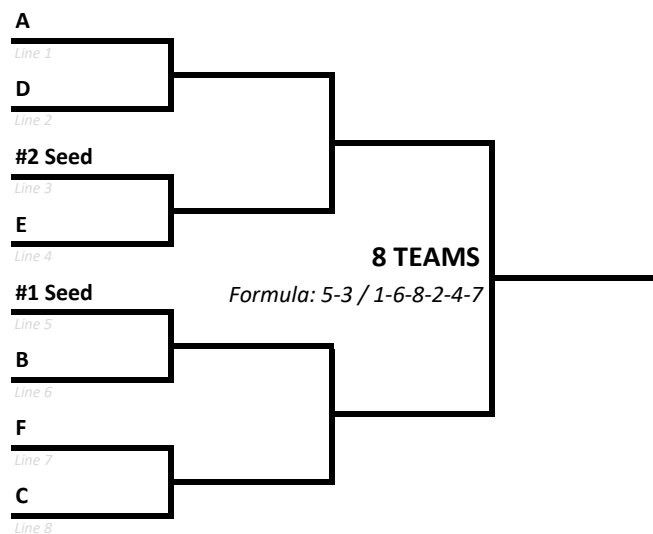 A
Line 1
D
Line 2
#2 Seed
Line 3
E
Line 4
8 TEAMS
#1 Seed
Formula: 5-3 / 1-6-8-2-4-7
Line 5
B
Line 6
F
Line 7
C
Line 8